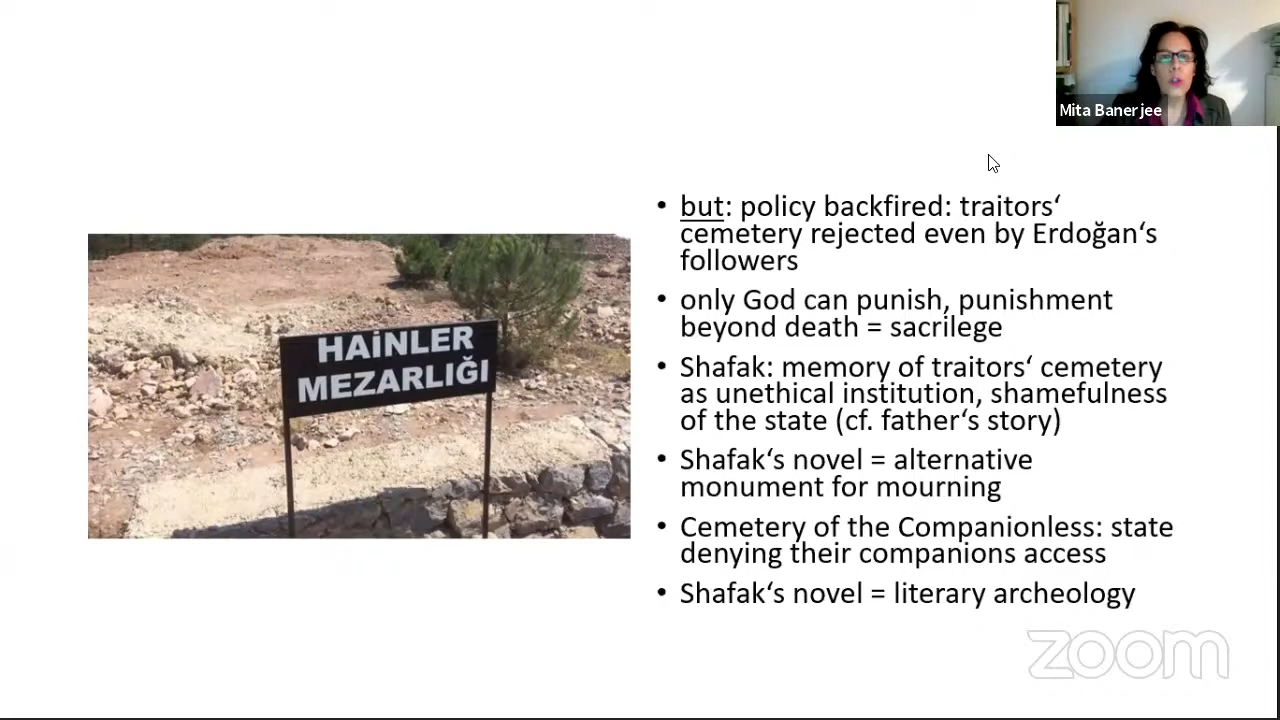 Mita Banerjee
• but: policy backfired: traitors‘
cemetery rejected even by Erdoğan‘s
followers
• only God can punish, punishment
beyond death = sacrilege
• Shafak: memory of traitors‘ cemetery
as unethical institution, shamefulness
of the state (cf. father‘s story)
• Shafak‘s novel = alternative
monument for mourning
• Cemetery of the Companionless: state
denying their companions access
• Shafak‘s novel = literary archeology
HAİNLER
MEZARLIĞI
zoom